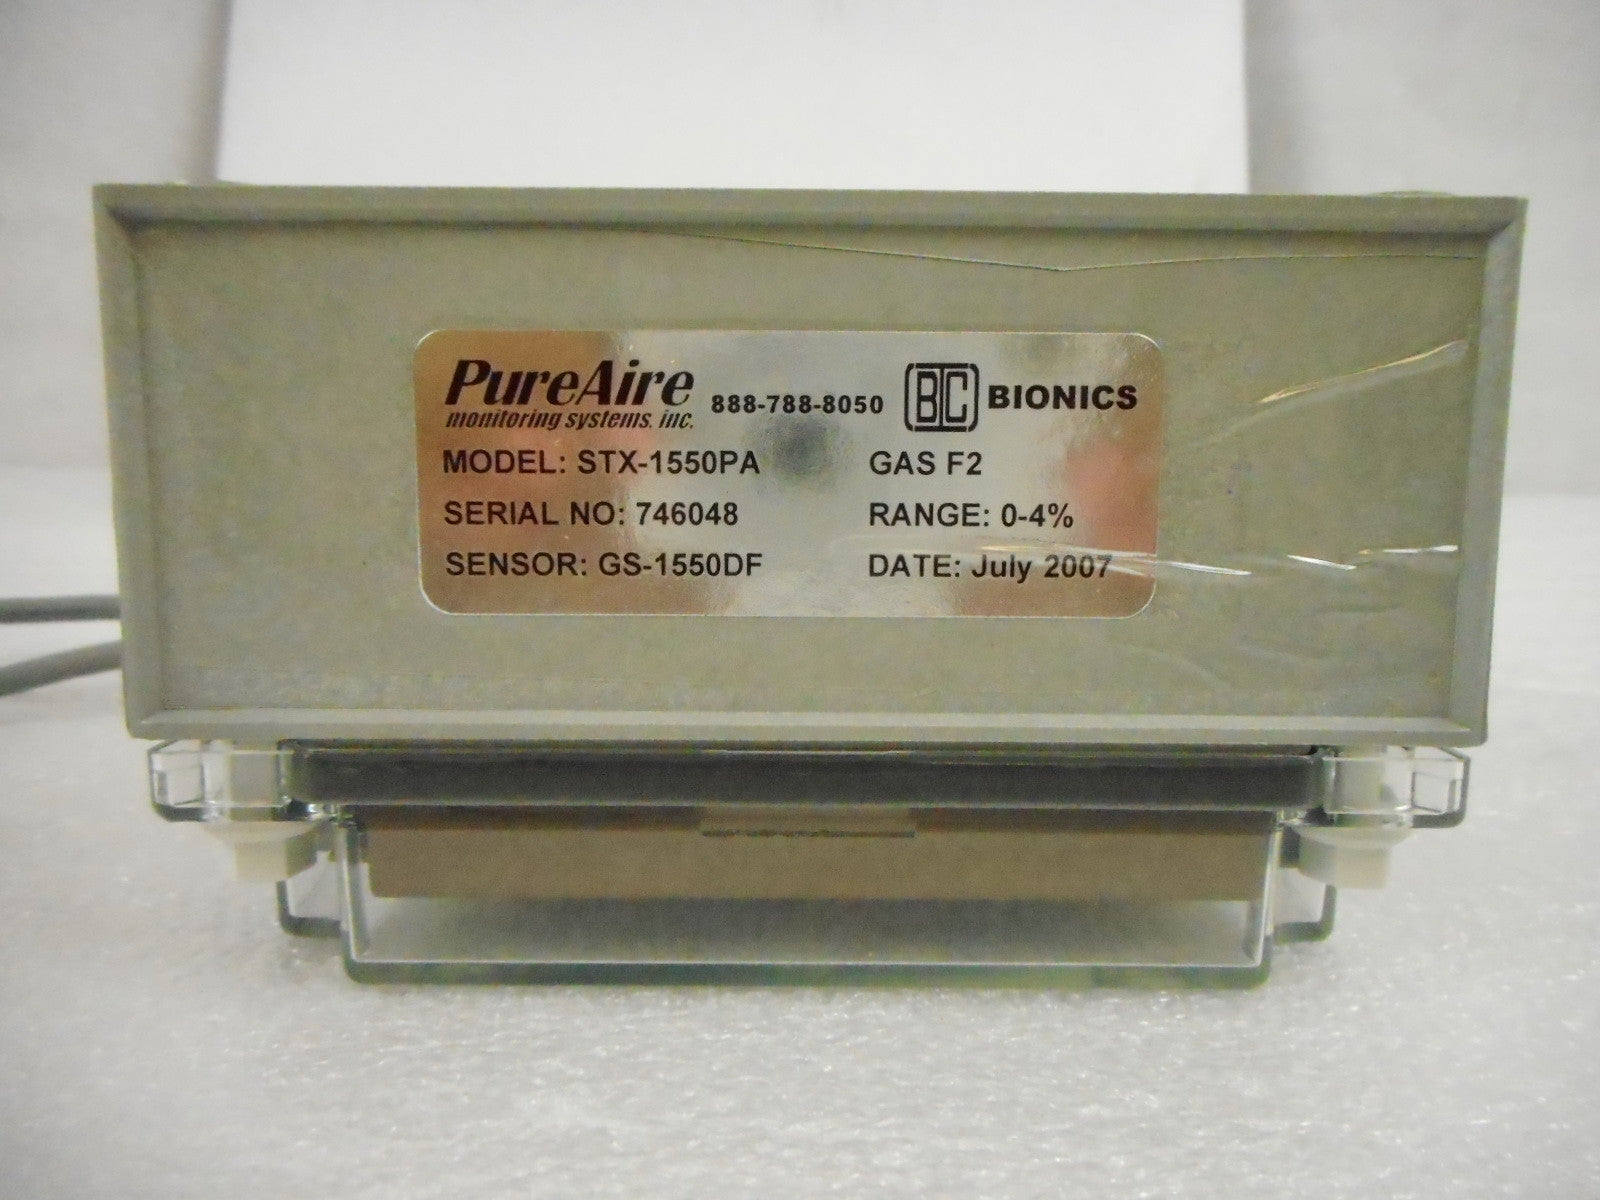 PureAire 888-788-8050 BIC BIONICS
monitoring systems, inc.
MODEL: STX-1550PA GAS F2
SERIAL NO: 746048 RANGE: 0-4%
SENSOR: GS-1550DF DATE: July 2007